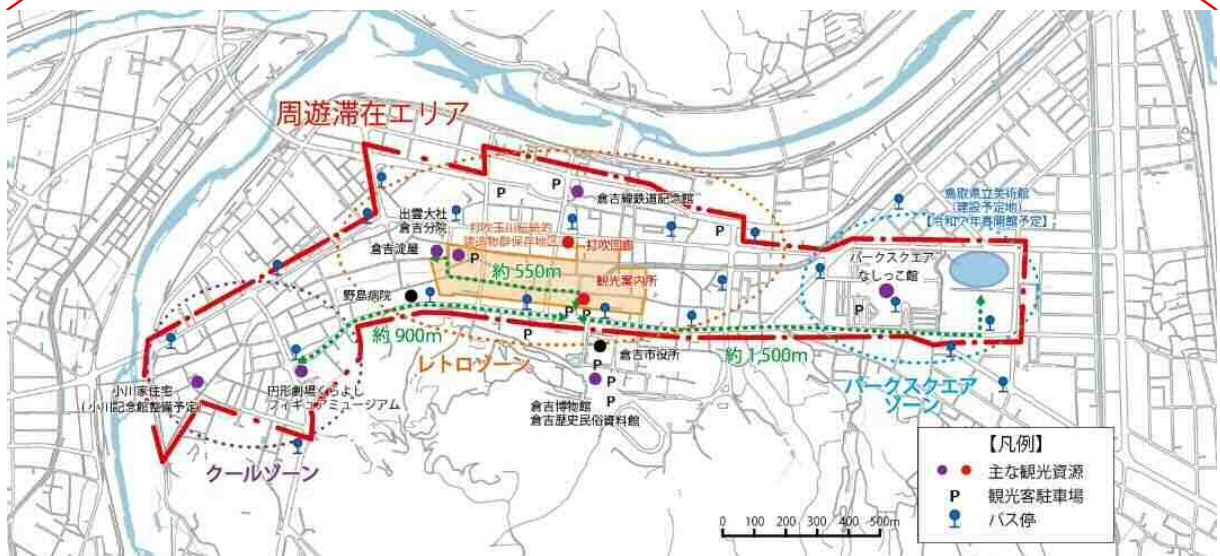 周遊滞在エリア
倉吉線鉄道記念館
出雲大社
倉吉分院
打吹玉川伝統的
建造物群保存地区
打吹回廊
倉吉淀屋
P
約550m
観光案内所
野島病院
約900m
レトロゾーン
倉吉市役所
約1,500m
鳥取県立美術館
(建設予定地)
【令和7年春開館予定】
パークスクエア
なしっこ館
パークスクエア
ゾーン
小川家住宅
(小川記念館整備予定)
円形劇場くらよし
フィギュアミュージアム
クールゾーン
倉吉博物館
倉吉歴史民俗資料館
【凡例】
主な観光資源
P 観光客駐車場
バス停
0 100 200 300 400 500m